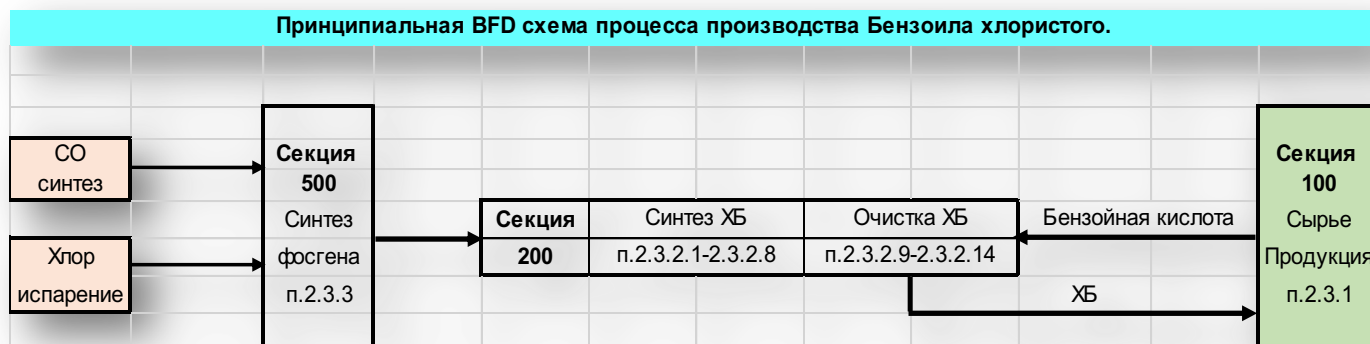 Принципиальная BFD схема процесса производства Бензоила хлористого.
СО
синтез
Хлор
испарение
Секция
500
Синтез
фосгена
п.2.3.3
Секция
200
Синтез ХБ
п.2.3.2.1-2.3.2.8
Очистка ХБ
п.2.3.2.9-2.3.2.14
Бензойная кислота
ХБ
Секция
100
Сырье
Продукция
п.2.3.1